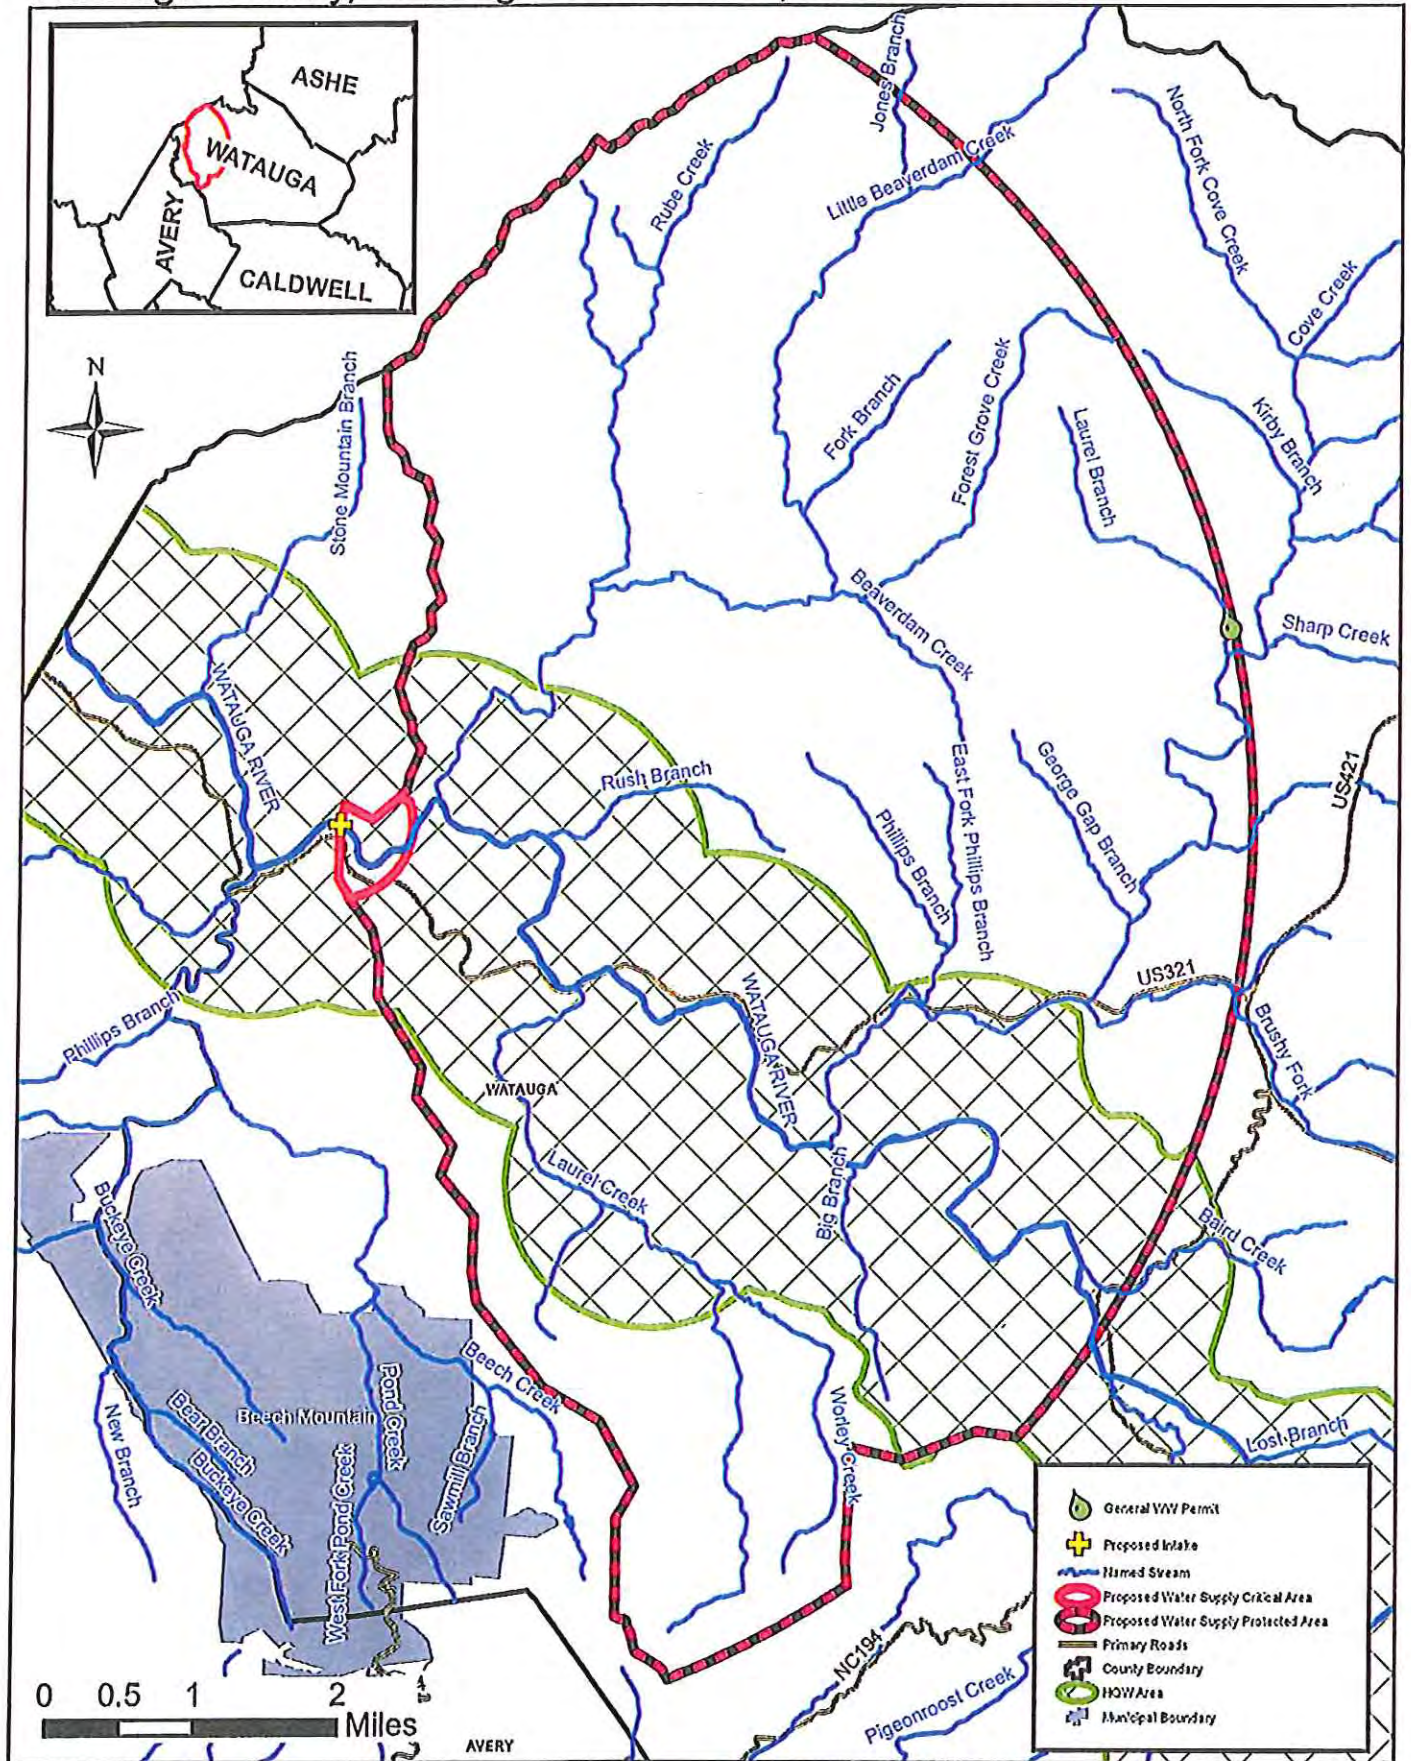 ASHE
WATAUGA
AVERY
CALDWELL
N
Jones Branch
Little Beaverdam Creek
North Fork Cove Creek
Cove Creek
Rube Creek
Stone Mountain Branch
Fork Branch
Forest Grove Creek
Laurel Branch
Kirby Branch
Beaverdam Creek
Sharp Creek
WATAUGA RIVER
Rush Branch
Phillips Branch
East Fork Phillips Branch
George Gap Branch
US421
US321
Phillips Branch
WATAUGA
WATAUGA RIVER
Brushy Fork
Laurel Creek
Big Branch
Baird Creek
Buckeye Creek
Beech Creek
Bear Branch
Beech Mountain
Pond Creek
Worley Creek
New Branch
Buckeye Creek
West Fork Pond Creek
Sawmill Branch
Lost Branch
NC194
Pigeonroost Creek
General WW Permit
Proposed Intake
Named Stream
Proposed Water Supply Critical Area
Proposed Water Supply Protected Area
Primary Roads
County Boundary
HQW Area
Municipal Boundary
0 0.5 1 2
Miles
AVERY